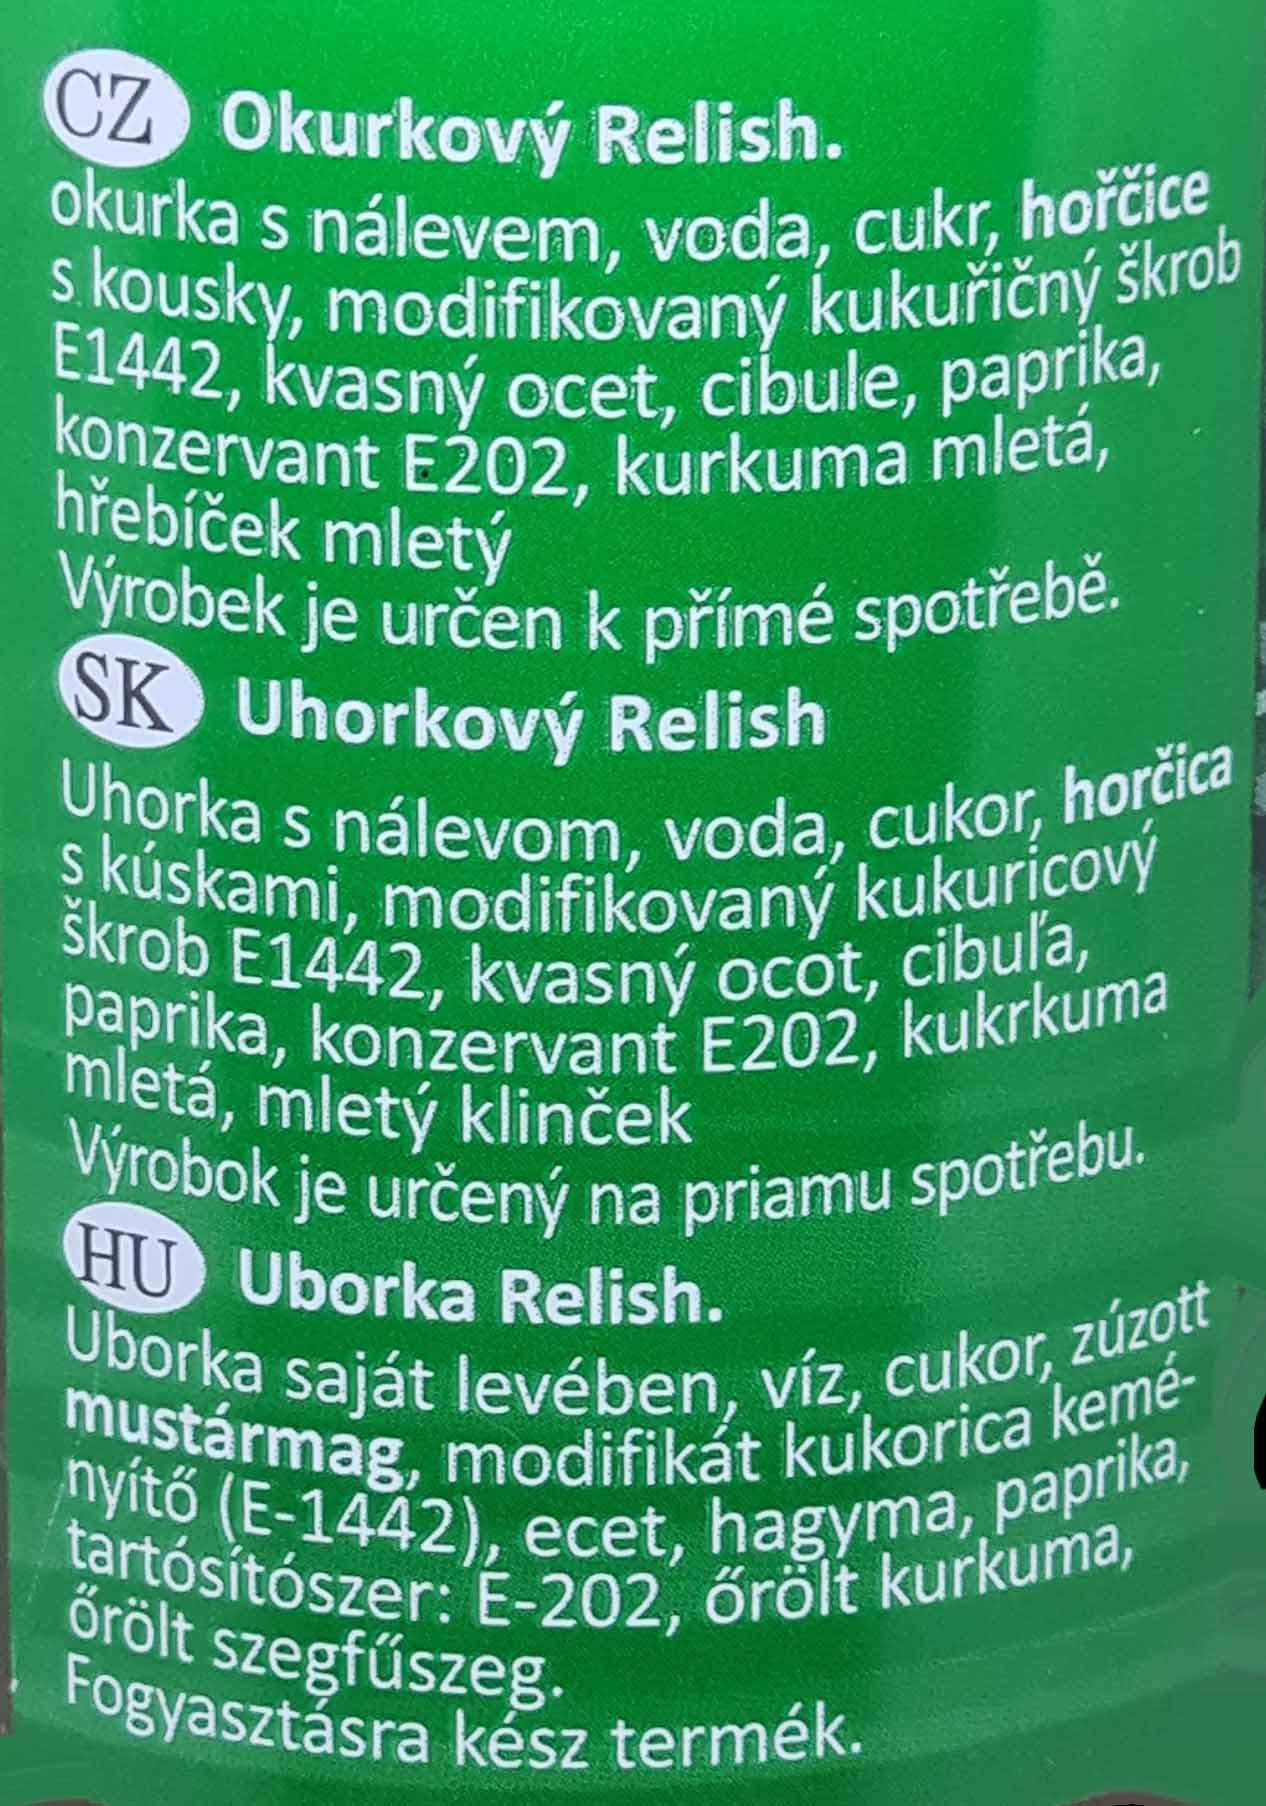 CZ Okurkový Relish.
okurka s nálevem, voda, cukr, hořčice
s kousky, modifikovaný kukuřičný škrob
E1442, kvasný ocet, cibule, paprika,
konzervant E202, kurkuma mletá,
hřebíček mletý
Výrobek je určen k přímé spotřebě.
SK Uhorkový Relish
Uhorka s nálevom, voda, cukor, horčica
s kúskami, modifikovaný kukuricový
škrob E1442, kvasný ocot, cibuľa,
paprika, konzervant E202, kukrkuma
mletá, mletý klinček
Výrobok je určený na priamu spotřebu.
HU Uborka Relish.
Uborka saját levében, víz, cukor, zúzott
mustármag, modifikát kukorica kemé-
nyítő (E-1442), ecet, hagyma, paprika,
tartósítószer: E-202, őrölt kurkuma,
őrölt szegfűszeg.
Fogyasztásra kész termék.